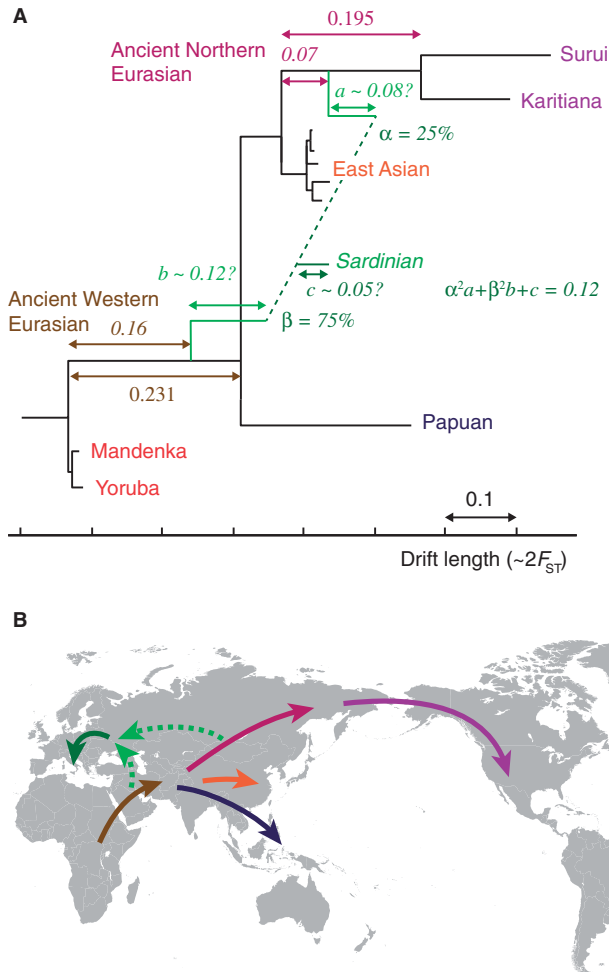 A
0.195
Ancient Northern
Eurasian
0.07
Surui
Karitiana
a ~ 0.08?
α = 25%
East Asian
b ~ 0.12?
Sardinian
c ~ 0.05?
α²a+β²b+c = 0.12
Ancient Western
Eurasian
0.16
β = 75%
0.231
Papuan
Mandenka
Yoruba
0.1
Drift length (~2F_ST)
B